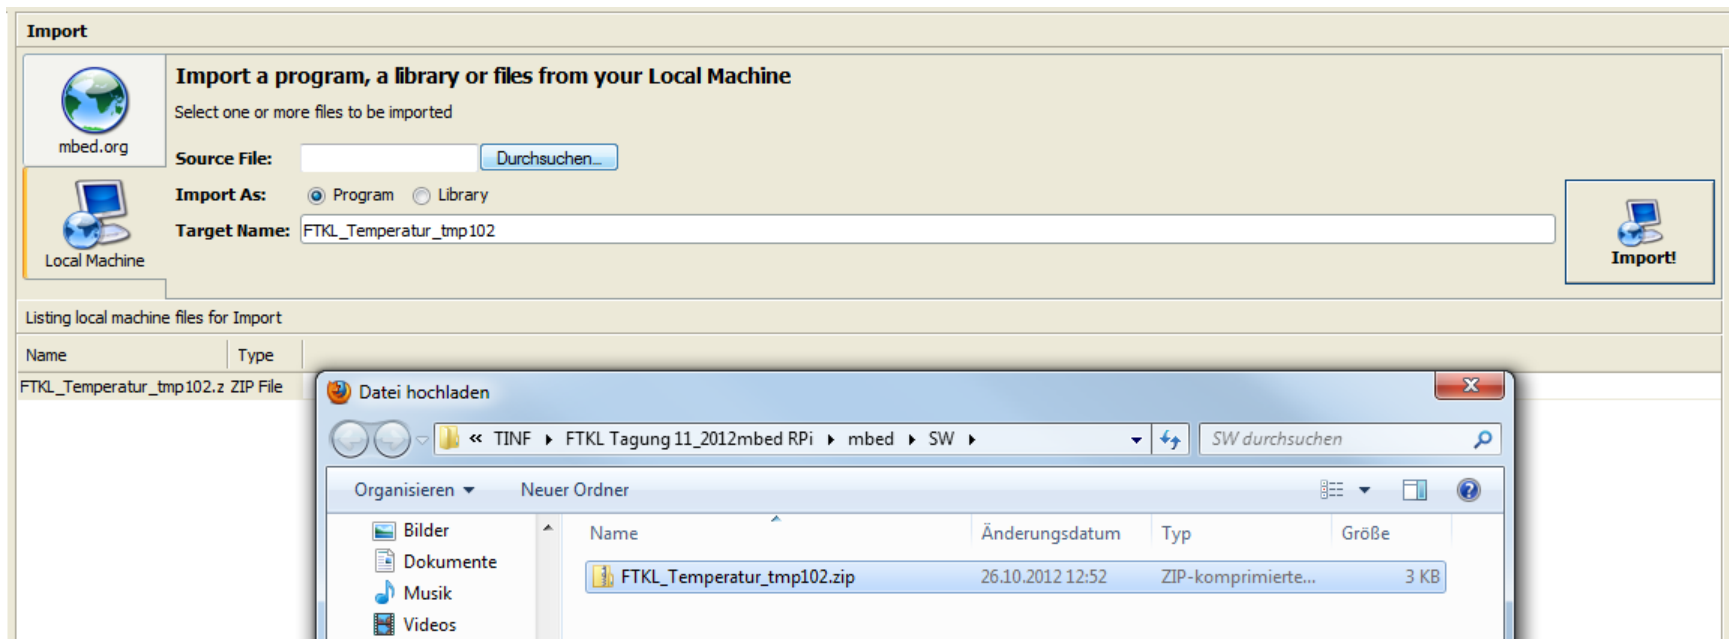 Import
mbed.org
Local Machine
Import a program, a library or files from your Local Machine
Select one or more files to be imported
Source File: Durchsuchen...
Import As: Program Library
Target Name: FTKL_Temperatur_tmp102
Import!
Listing local machine files for Import
Name Type
FTKL_Temperatur_tmp102.z ZIP File
Datei hochladen
« TINF FTKL Tagung 11_2012mbed RPi mbed SW SW durchsuchen
Organisieren Neuer Ordner
Bilder
Dokumente
Musik
Videos
Name Änderungsdatum Typ Größe
FTKL_Temperatur_tmp102.zip 26.10.2012 12:52 ZIP-komprimierte... 3 KB